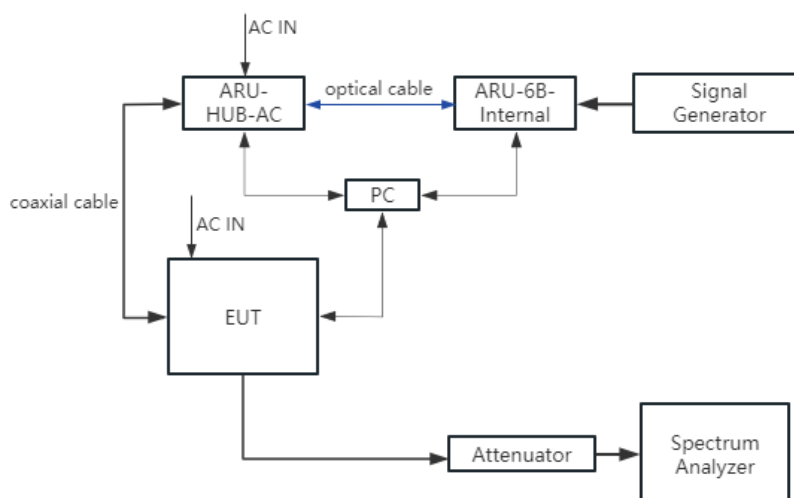 AC IN
ARU-
HUB-AC
optical cable
ARU-6B-
Internal
Signal
Generator
PC
coaxial cable
AC IN
EUT
Attenuator
Spectrum
Analyzer